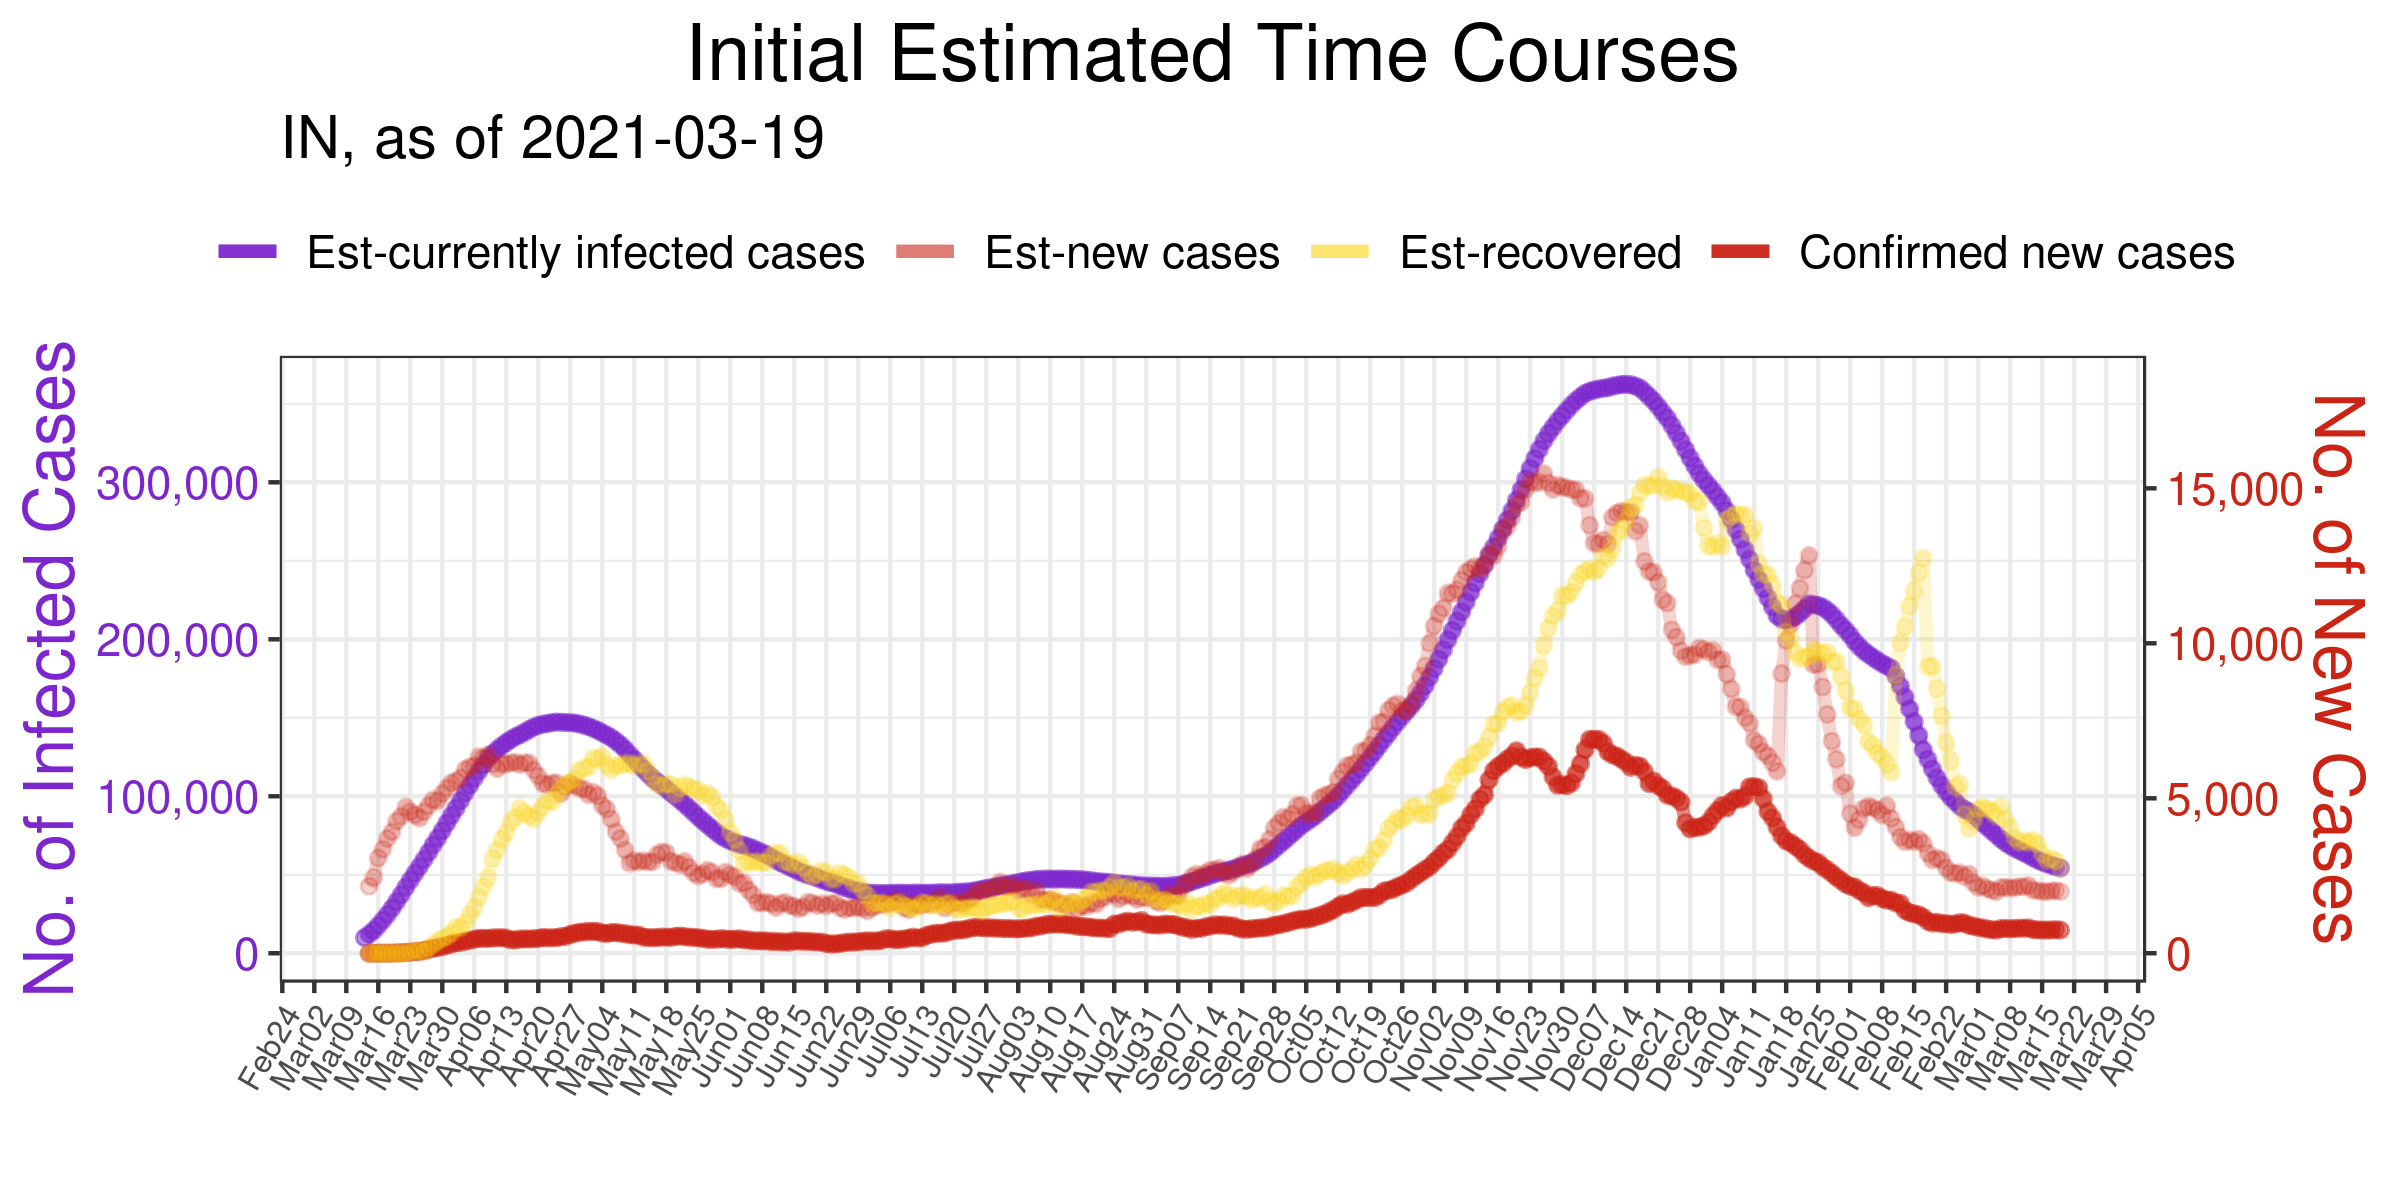 Initial Estimated Time Courses
IN, as of 2021-03-19
Est-currently infected cases Est-new cases Est-recovered Confirmed new cases
No. of Infected Cases
300,000
200,000
100,000
0
15,000
10,000
5,000
0
No. of New Cases
Feb24 Mar02 Mar09 Mar16 Mar23 Mar30 Apr06 Apr13 Apr20 Apr27 May04 May11 May18 May25 Jun01 Jun08 Jun15 Jun22 Jun29 Jul06 Jul13 Jul20 Jul27 Aug03 Aug10 Aug17 Aug24 Aug31 Sep07 Sep14 Sep21 Sep28 Oct05 Oct12 Oct19 Oct26 Nov02 Nov09 Nov16 Nov23 Nov30 Dec07 Dec14 Dec21 Dec28 Jan04 Jan11 Jan18 Jan25 Feb01 Feb08 Feb15 Feb22 Mar01 Mar08 Mar15 Mar22 Mar29 Apr05